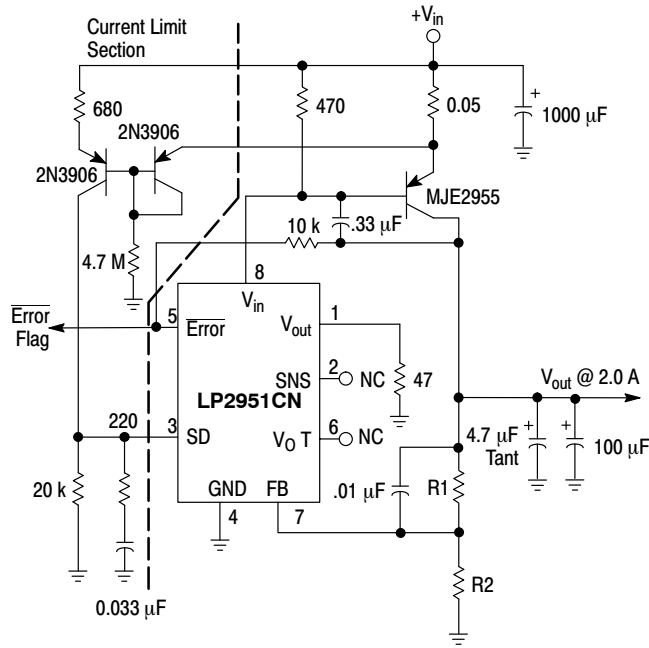 Current Limit
Section
+Vin
680
470
0.05
1000 µF
+
2N3906
2N3906
MJE2955
.33 µF
10 k
4.7 M
8
Vin
Error
Flag
5
Error
Vout
1
SNS
2
NC
47
LP2951CN
Vout @ 2.0 A
220
3
SD
VO T
6
NC
4.7 µF
Tant
+
+
100 µF
20 k
GND
FB
.01 µF
R1
4
7
0.033 µF
R2